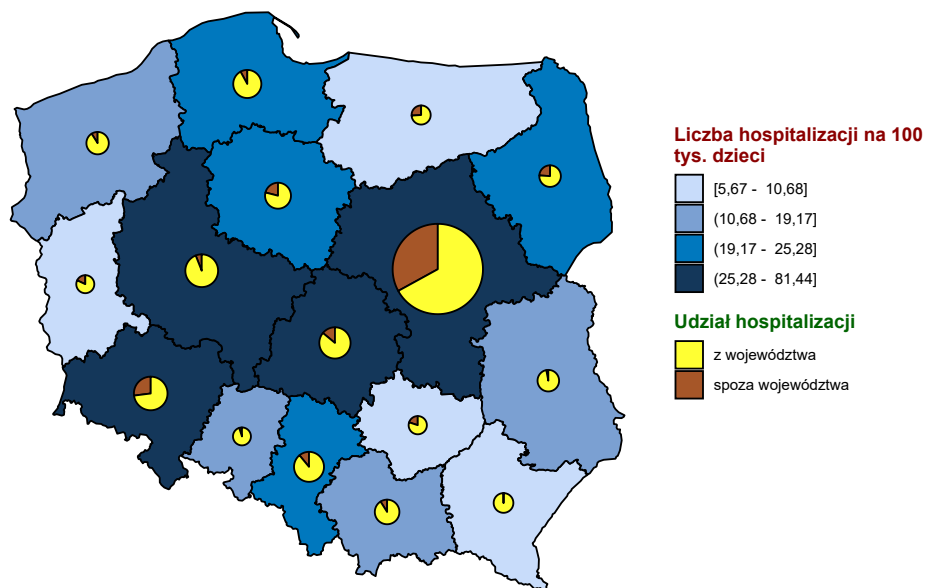 Liczba hospitalizacji na 100
tys. dzieci
[5,67 - 10,68]
(10,68 - 19,17]
(19,17 - 25,28]
(25,28 - 81,44]
Udział hospitalizacji
z województwa
spoza województwa